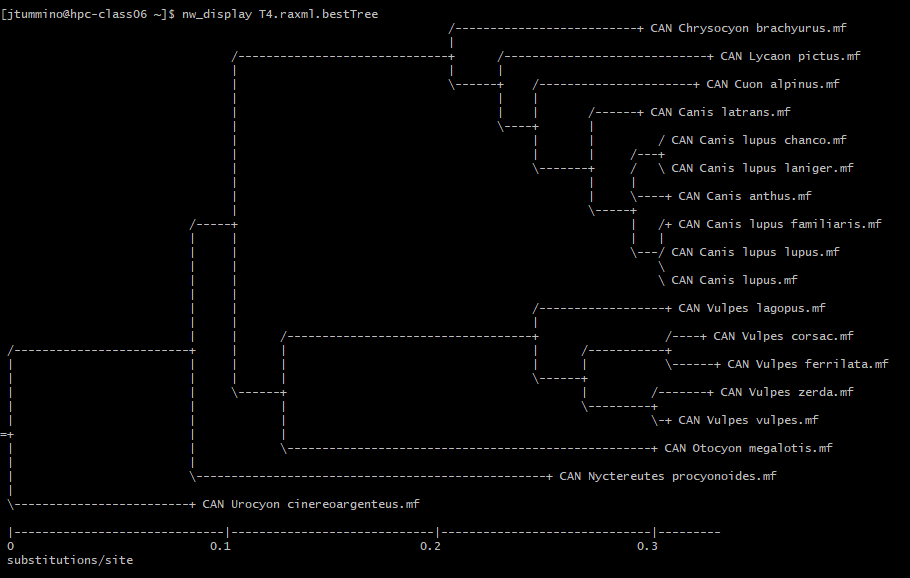 [jtummino@hpc-class06 ~]$ nw_display T4.raxml.bestTree
CAN Chrysocyon brachyurus.mf
CAN Lycaon pictus.mf
CAN Cuon alpinus.mf
CAN Canis latrans.mf
CAN Canis lupus chanco.mf
CAN Canis lupus laniger.mf
CAN Canis anthus.mf
CAN Canis lupus familiaris.mf
CAN Canis lupus lupus.mf
CAN Canis lupus.mf
CAN Vulpes lagopus.mf
CAN Vulpes corsac.mf
CAN Vulpes ferrilata.mf
CAN Vulpes zerda.mf
CAN Vulpes vulpes.mf
CAN Otocyon megalotis.mf
CAN Nyctereutes procyonoides.mf
CAN Urocyon cinereoargenteus.mf
0 0.1 0.2 0.3
substitutions/site